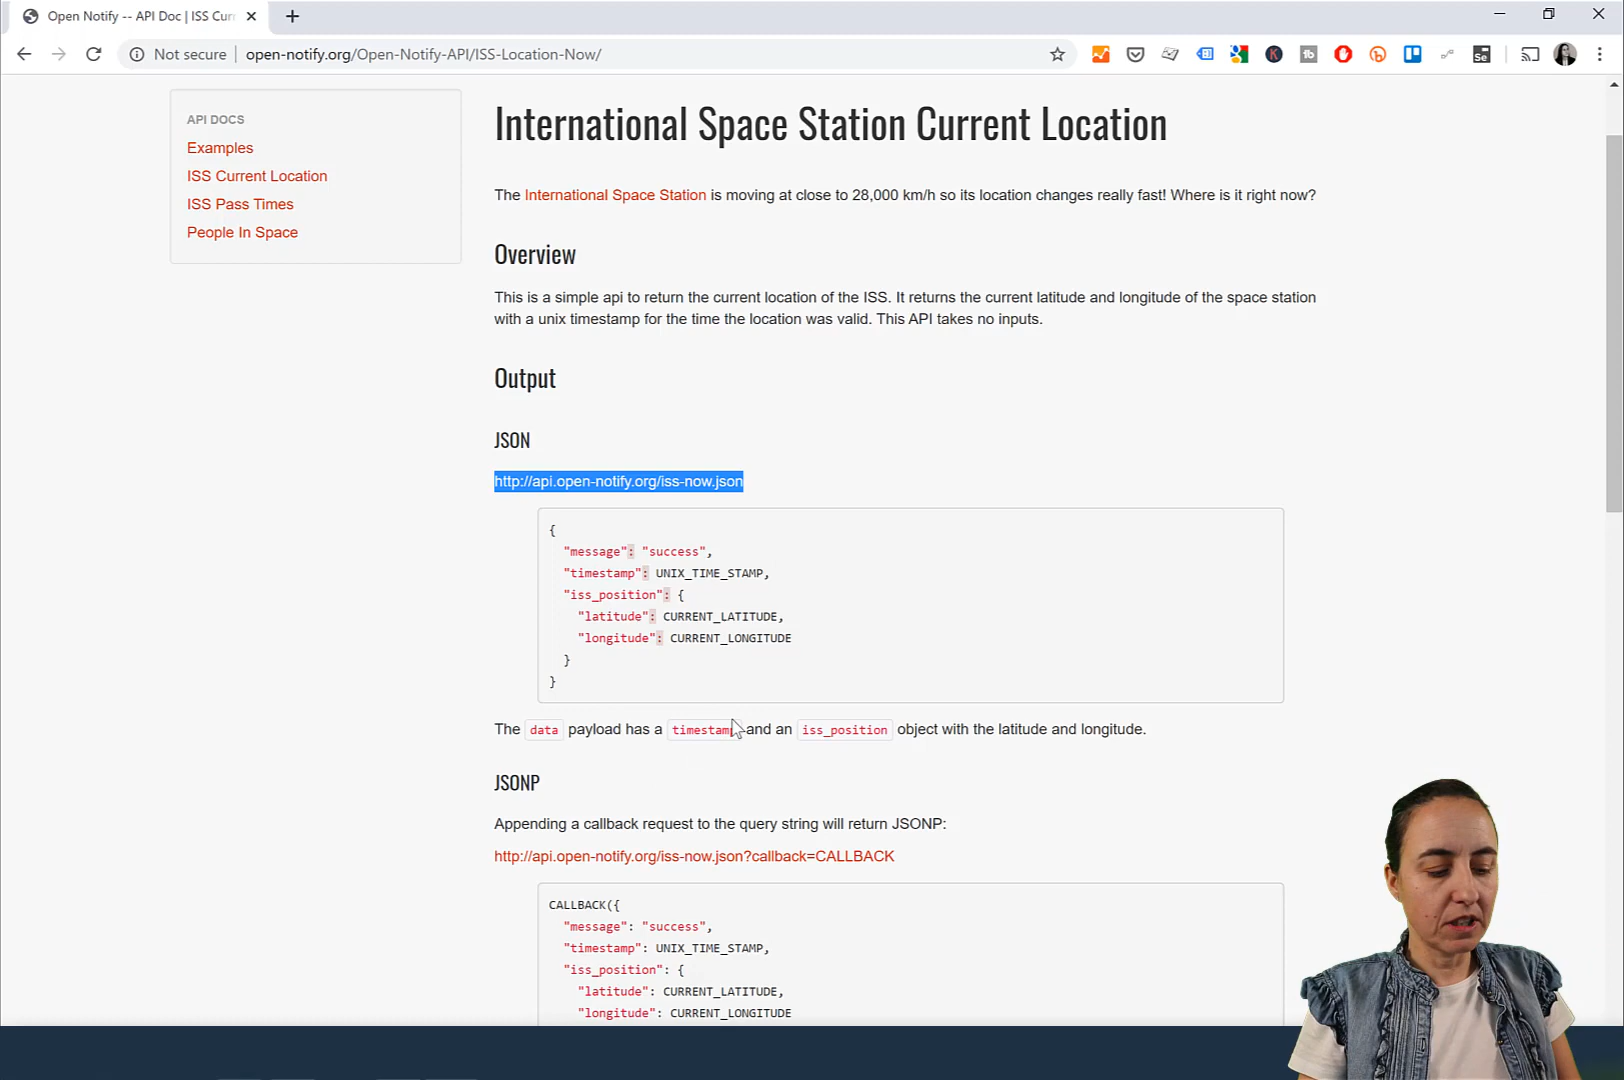 Open Notify -- API Doc | ISS Cur
Not secure
open-notify.org/Open-Notify-API/ISS-Location-Now/
API DOCS
Examples
ISS Current Location
ISS Pass Times
People In Space
International Space Station Current Location
The International Space Station is moving at close to 28,000 km/h so its location changes really fast! Where is it right now?
Overview
This is a simple api to return the current location of the ISS. It returns the current latitude and longitude of the space station
with a unix timestamp for the time the location was valid. This API takes no inputs.
Output
JSON
http://api.open-notify.org/iss-now.json
{
"message": "success",
"timestamp": UNIX_TIME_STAMP,
"iss_position": {
"latitude": CURRENT_LATITUDE,
"longitude": CURRENT_LONGITUDE
}
}
The data payload has a timestamp and an iss_position object with the latitude and longitude.
JSONP
Appending a callback request to the query string will return JSONP:
http://api.open-notify.org/iss-now.json?callback=CALLBACK
CALLBACK({
"message": "success",
"timestamp": UNIX_TIME_STAMP,
"iss_position": {
"latitude": CURRENT_LATITUDE,
"longitude": CURRENT_LONGITUDE